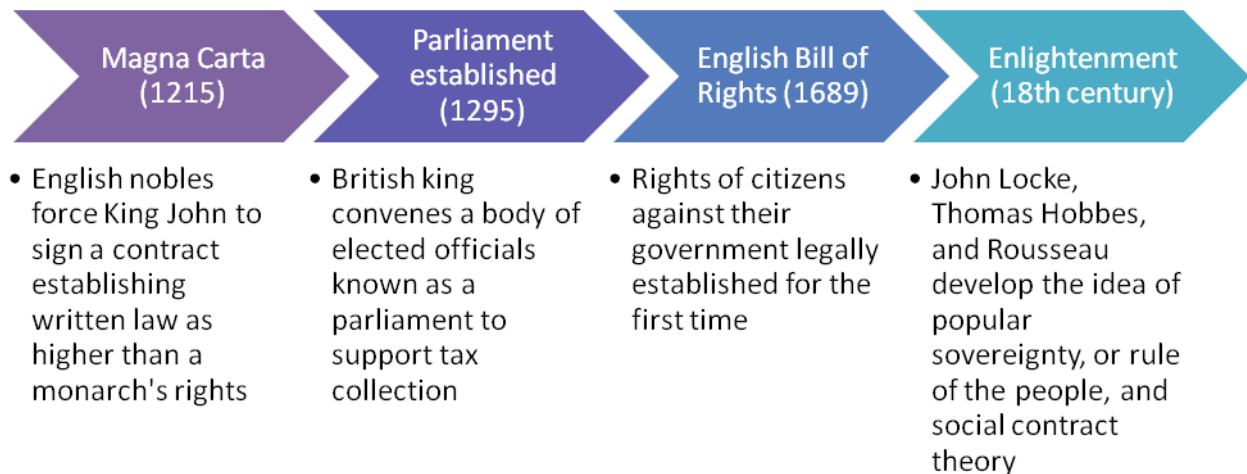 Magna Carta
(1215)
Parliament
established
(1295)
English Bill of
Rights (1689)
Enlightenment
(18th century)
• English nobles
force King John to
sign a contract
establishing
written law as
higher than a
monarch's rights
• British king
convenes a body of
elected officials
known as a
parliament to
support tax
collection
• Rights of citizens
against their
government legally
established for the
first time
• John Locke,
Thomas Hobbes,
and Rousseau
develop the idea of
popular
sovereignty, or rule
of the people, and
social contract
theory